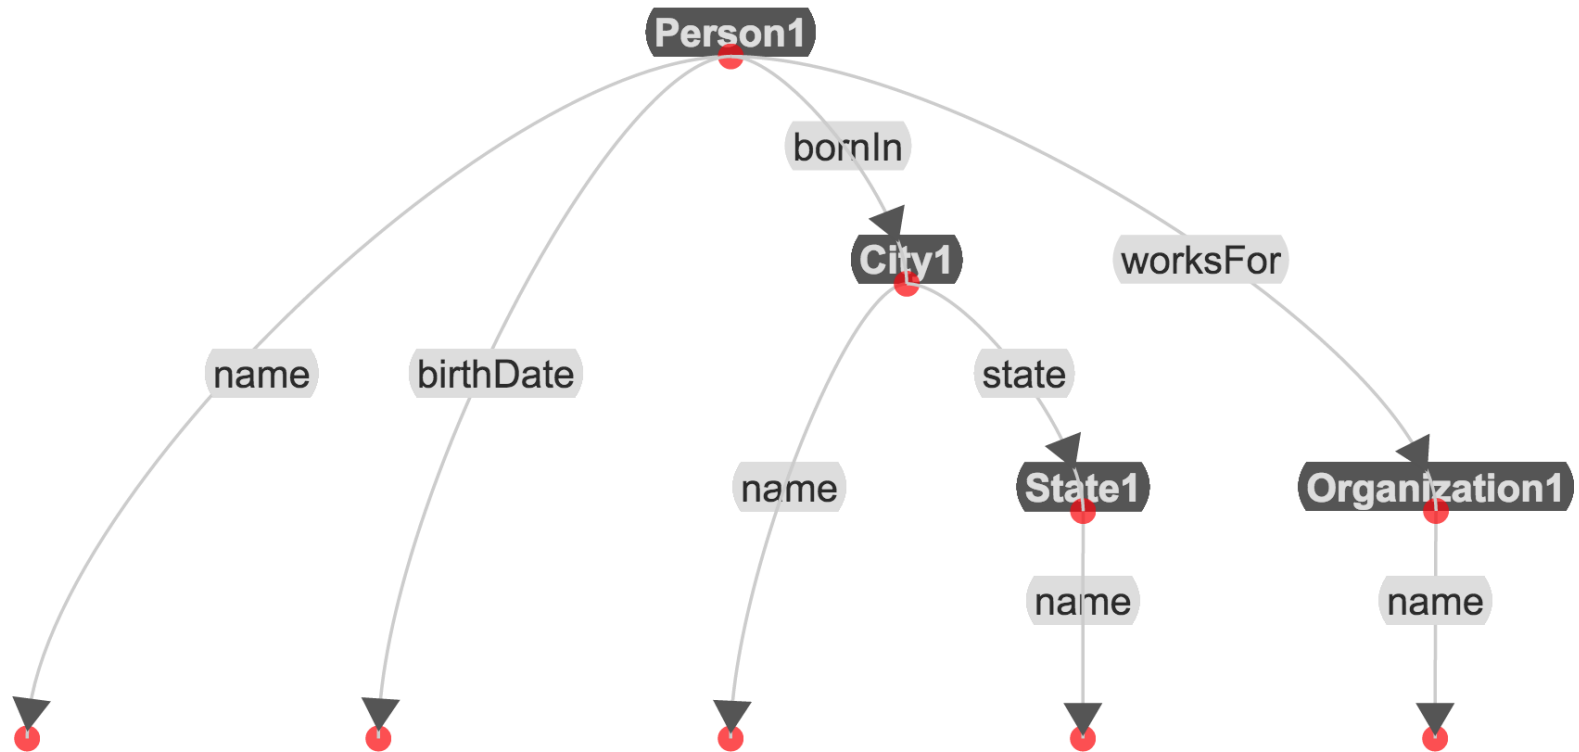 Person1
bornIn
City1
worksFor
name
birthDate
state
name
State1
Organization1
name
name